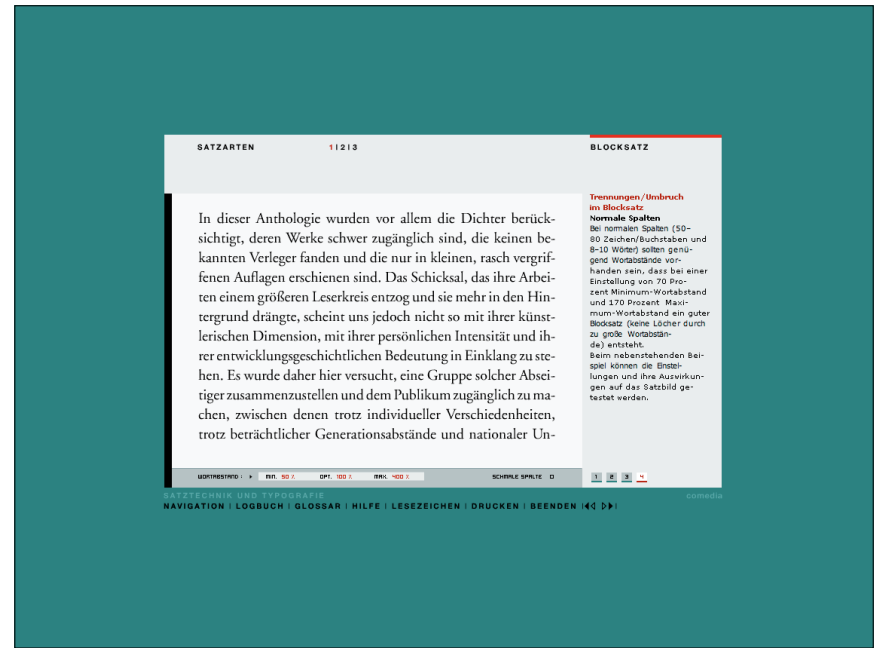 SATZARTEN 1|2|3 BLOCKSATZ
In dieser Anthologie wurden vor allem die Dichter berück-
sichtigt, deren Werke schwer zugänglich sind, die keinen be-
kannten Verleger fanden und die nur in kleinen, rasch vergrif-
fenen Auflagen erschienen sind. Das Schicksal, das ihre Arbei-
ten einem größeren Leserkreis entzog und sie mehr in den Hin-
tergrund drängte, scheint uns jedoch nicht so mit ihrer künst-
lerischen Dimension, mit ihrer persönlichen Intensität und ih-
rer entwicklungsgeschichtlichen Bedeutung in Einklang zu ste-
hen. Es wurde daher hier versucht, eine Gruppe solcher Absei-
tiger zusammenzustellen und dem Publikum zugänglich zu ma-
chen, zwischen denen trotz individueller Verschiedenheiten,
trotz beträchtlicher Generationsabstände und nationaler Un-
Trennungen/Umbruch
im Blocksatz
Normale Spalten
Bei normalen Spalten (50–
80 Zeichen/Buchstaben und
8–10 Wörter) sollten genü-
gend Wortabstände vor-
handen sein, dass bei einer
Einstellung von 70 Pro-
zent Minimum-Wortabstand
und 170 Prozent Maxi-
mum-Wortabstand ein guter
Blocksatz (keine Löcher durch
zu große Wortabstän-
de) entsteht.
Beim nebenstehenden Bei-
spiel können die Einstel-
lungen und ihre Auswirkun-
gen auf das Satzbild ge-
testet werden.
WORTABSTAND: MIN. 50 % OPT. 100 % MAX. 400 % SCHMALE SPALTE
1 2 3 4
SATZTECHNIK UND TYPOGRAFIE comedia
NAVIGATION | LOGBUCH | GLOSSAR | HILFE | LESEZEICHEN | DRUCKEN | BEENDEN